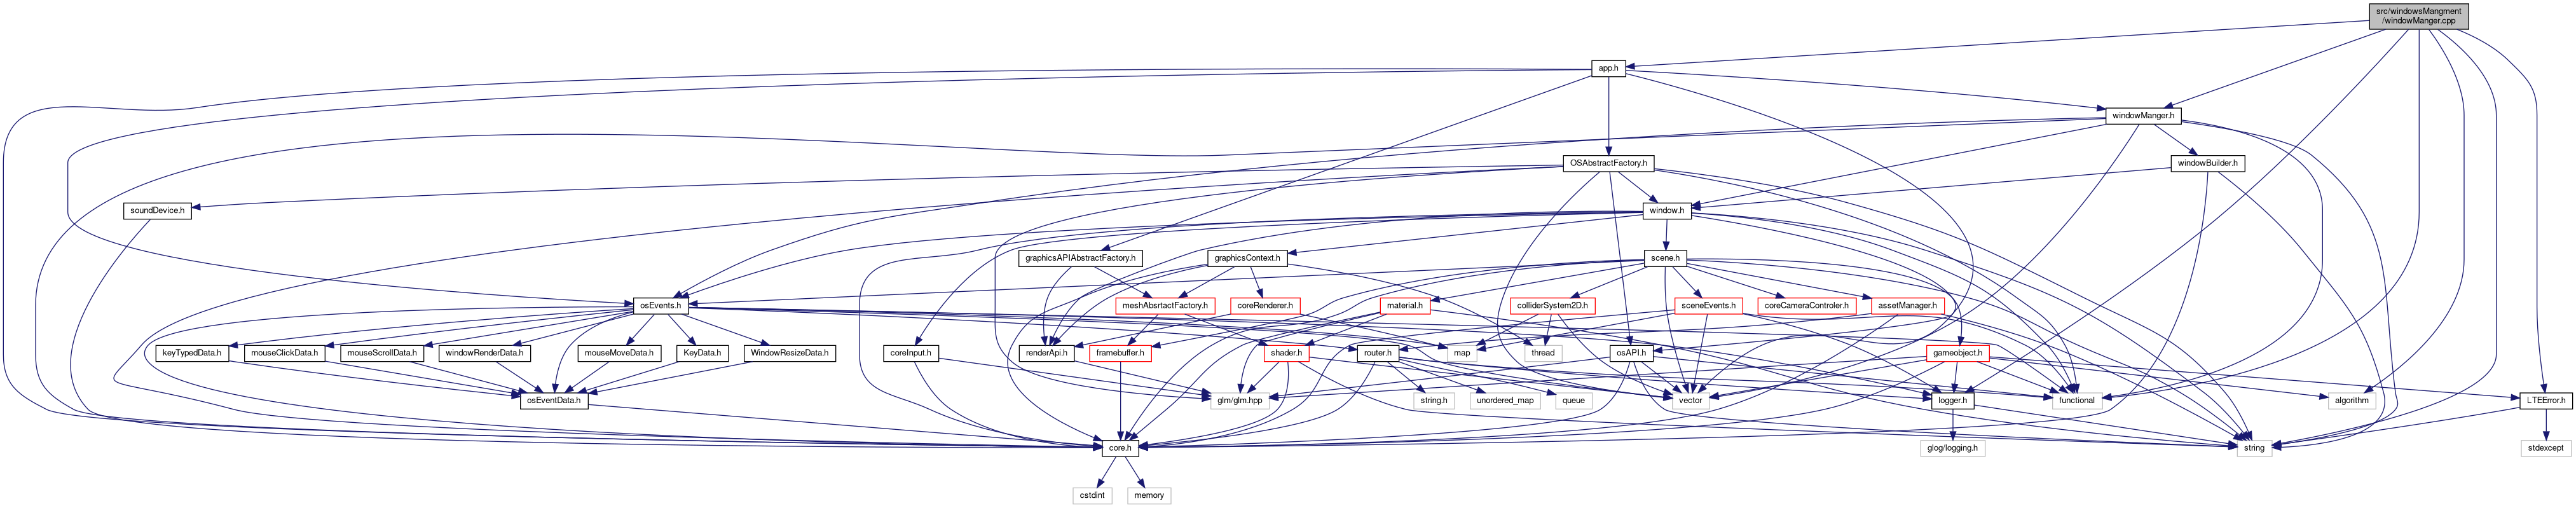 src/windowsMangment
/windowManger.cpp
app.h
windowManger.h
OSAbstractFactory.h
windowBuilder.h
soundDevice.h
window.h
graphicsAPIAbstractFactory.h
graphicsContext.h
scene.h
osEvents.h
meshAbsrtactFactory.h
coreRenderer.h
material.h
colliderSystem2D.h
sceneEvents.h
coreCameraControler.h
assetManager.h
keyTypedData.h
mouseClickData.h
mouseScrollData.h
windowRenderData.h
mouseMoveData.h
KeyData.h
WindowResizeData.h
coreInput.h
renderApi.h
framebuffer.h
shader.h
router.h
map
thread
osAPI.h
gameobject.h
osEventData.h
glm/glm.hpp
string.h
unordered_map
queue
vector
logger.h
functional
algorithm
LTEError.h
core.h
glog/logging.h
string
stdexcept
cstdint
memory